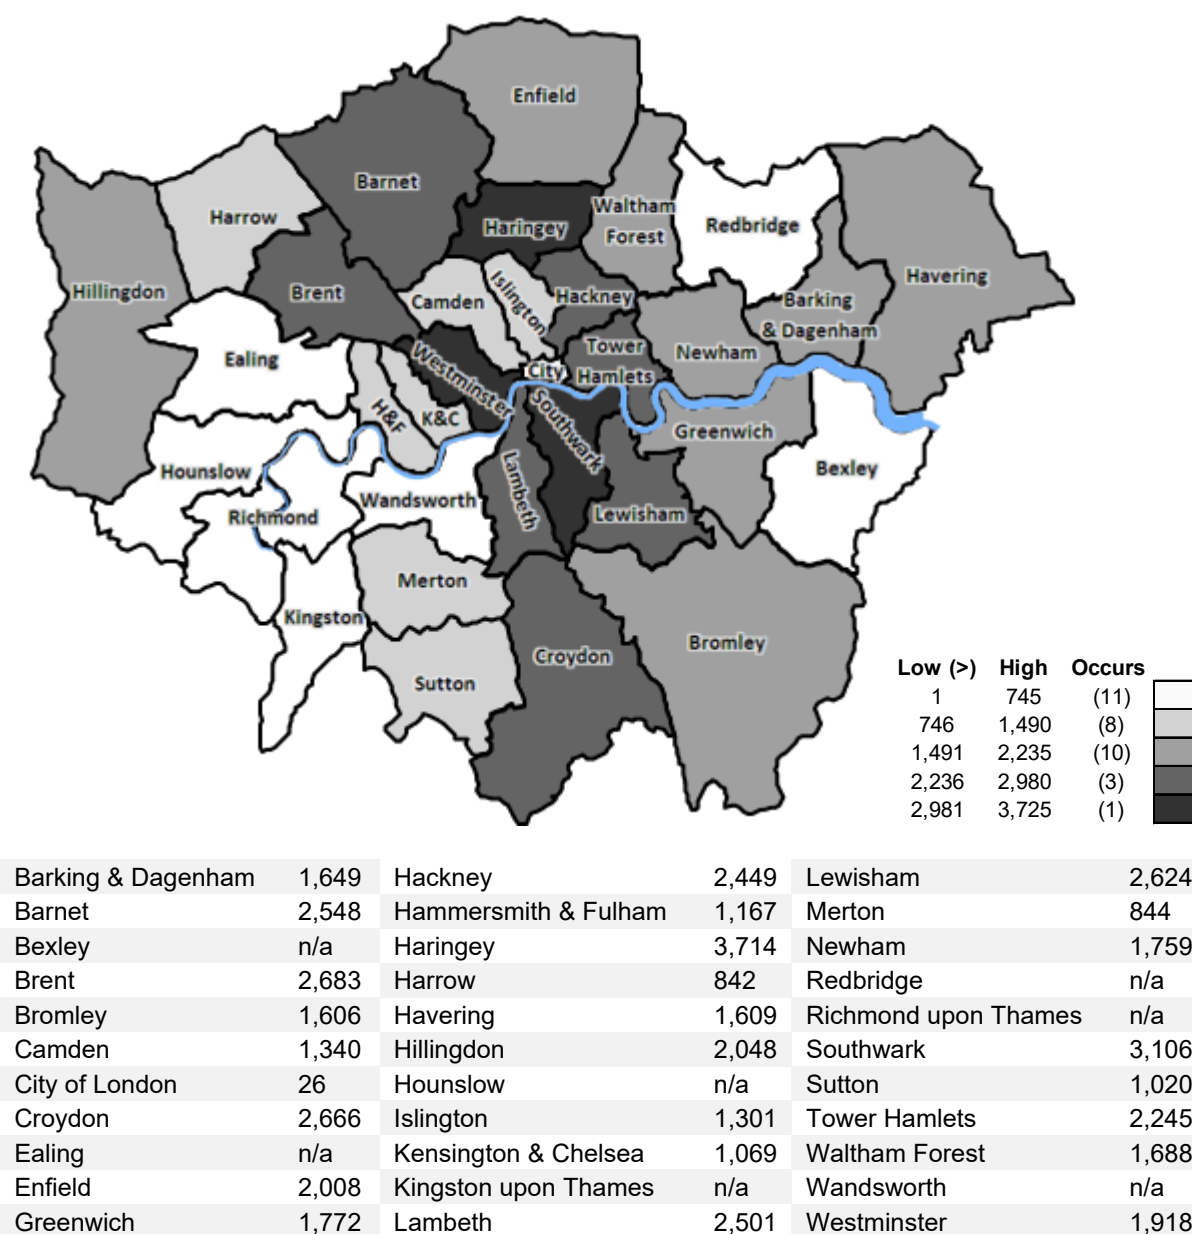 Enfield
Barnet
Harrow
Haringey
Waltham
Forest
Redbridge
Havering
Hillingdon
Brent
Camden
Islington
Hackney
Barking
& Dagenham
Ealing
Westminster
City
Tower
Hamlets
Newham
H&F
K&C
Southwark
Greenwich
Hounslow
Bexley
Richmond
Wandsworth
Lambeth
Lewisham
Merton
Kingston
Bromley
Croydon
Sutton
Low (>) High Occurs
1 745 (11)
746 1,490 (8)
1,491 2,235 (10)
2,236 2,980 (3)
2,981 3,725 (1)
Barking & Dagenham 1,649 Hackney 2,449 Lewisham 2,624
Barnet 2,548 Hammersmith & Fulham 1,167 Merton 844
Bexley n/a Haringey 3,714 Newham 1,759
Brent 2,683 Harrow 842 Redbridge n/a
Bromley 1,606 Havering 1,609 Richmond upon Thames n/a
Camden 1,340 Hillingdon 2,048 Southwark 3,106
City of London 26 Hounslow n/a Sutton 1,020
Croydon 2,666 Islington 1,301 Tower Hamlets 2,245
Ealing n/a Kensington & Chelsea 1,069 Waltham Forest 1,688
Enfield 2,008 Kingston upon Thames n/a Wandsworth n/a
Greenwich 1,772 Lambeth 2,501 Westminster 1,918